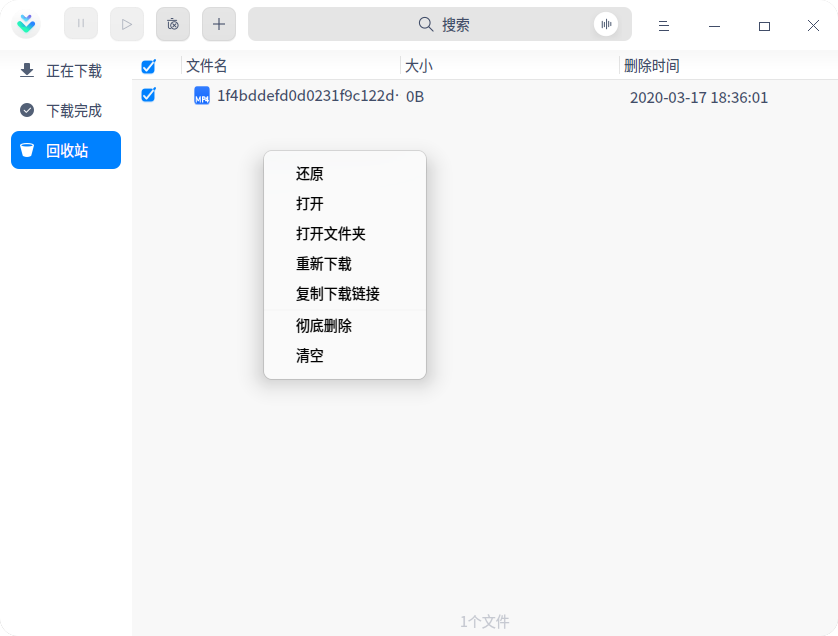 搜索
正在下载
下载完成
回收站
文件名 大小 删除时间
MP4 1f4bddefd0d0231f9c122d· 0B 2020-03-17 18:36:01
还原
打开
打开文件夹
重新下载
复制下载链接
彻底删除
清空
1个文件